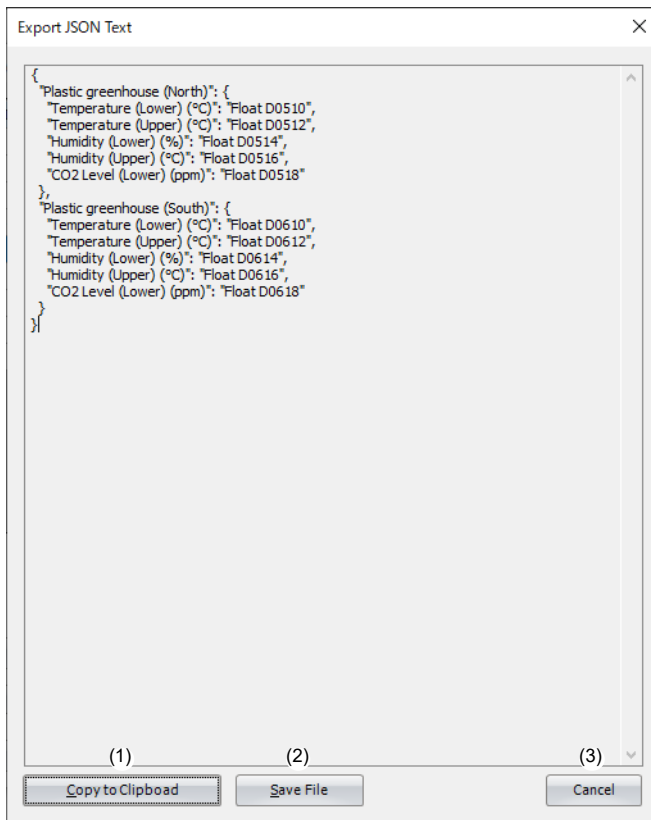 Export JSON Text
{
"Plastic greenhouse (North)": {
"Temperature (Lower) (°C)": "Float D0510",
"Temperature (Upper) (°C)": "Float D0512",
"Humidity (Lower) (%)": "Float D0514",
"Humidity (Upper) (°C)": "Float D0516",
"CO2 Level (Lower) (ppm)": "Float D0518"
},
"Plastic greenhouse (South)": {
"Temperature (Lower) (°C)": "Float D0610",
"Temperature (Upper) (°C)": "Float D0612",
"Humidity (Lower) (%)": "Float D0614",
"Humidity (Upper) (°C)": "Float D0616",
"CO2 Level (Lower) (ppm)": "Float D0618"
}
}
(1) (2) (3)
Copy to Clipboad Save File Cancel